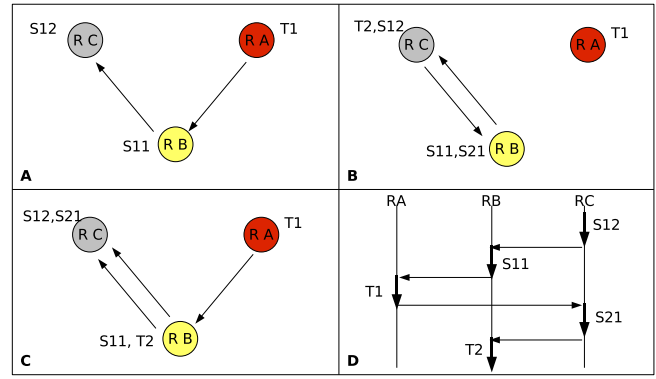 S12
R C
R A
T1
S11
R B
A
T2,S12
R C
R A
T1
S11,S21
R B
B
S12,S21
R C
R A
T1
S11, T2
R B
C
RA
RB
RC
S12
S11
T1
S21
T2
D